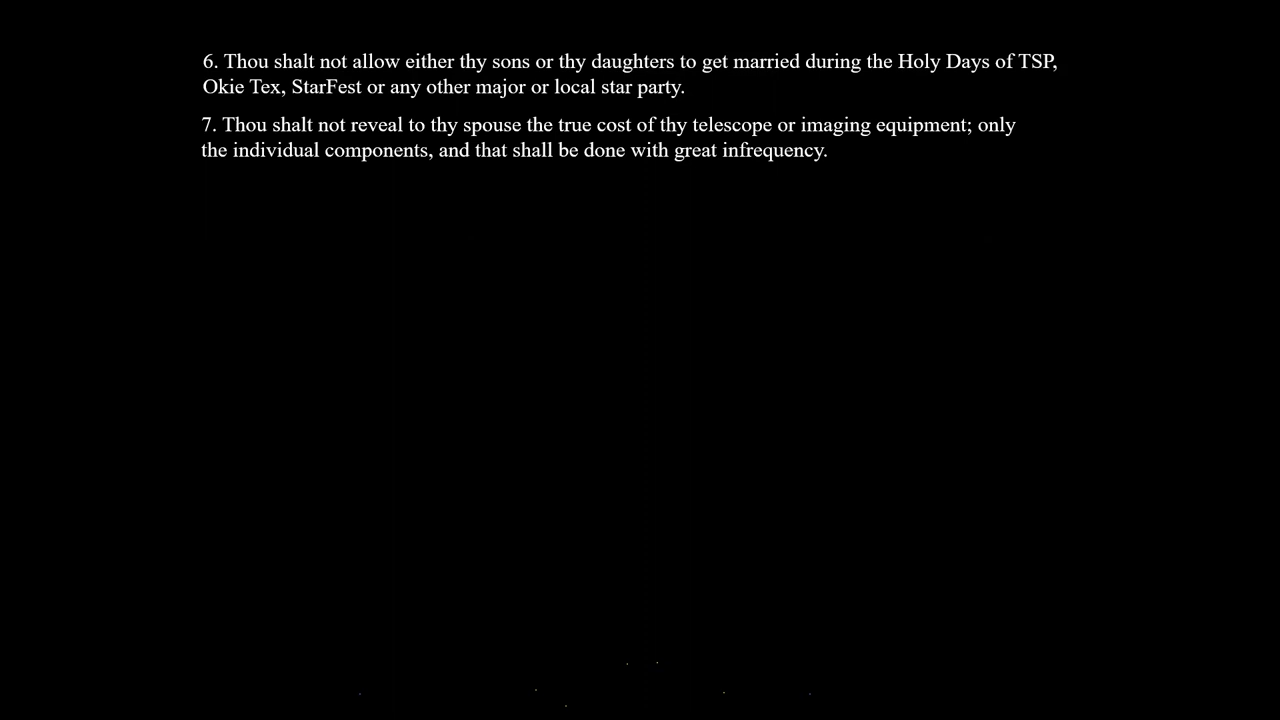 6. Thou shalt not allow either thy sons or thy daughters to get married during the Holy Days of TSP,
Okie Tex, StarFest or any other major or local star party.
7. Thou shalt not reveal to thy spouse the true cost of thy telescope or imaging equipment; only
the individual components, and that shall be done with great infrequency.